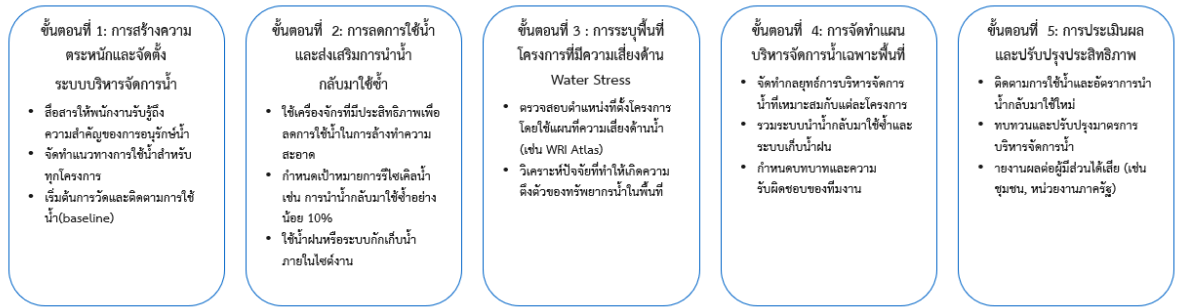 ขั้นตอนที่ 1: การสร้างความ
ตระหนักและจัดตั้ง
ระบบบริหารจัดการน้ำ
• สื่อสารให้พนักงานรับรู้ถึง
ความสำคัญของการอนุรักษ์น้ำ
• จัดทำแนวทางการใช้น้ำสำหรับ
ทุกโครงการ
• เริ่มต้นการวัดและติดตามการใช้
น้ำ(baseline)
ขั้นตอนที่ 2: การลดการใช้น้ำ
และส่งเสริมการนำน้ำ
กลับมาใช้ซ้ำ
• ใช้เครื่องจักรที่มีประสิทธิภาพเพื่อ
ลดการใช้น้ำในการล้างทำความ
สะอาด
• กำหนดเป้าหมายการรีไซเคิลน้ำ
เช่น การนำน้ำกลับมาใช้ซ้ำอย่าง
น้อย 10%
• ใช้น้ำฝนหรือระบบกักเก็บน้ำ
ภายในไซต์งาน
ขั้นตอนที่ 3 : การระบุพื้นที่
โครงการที่มีความเสี่ยงด้าน
Water Stress
• ตรวจสอบตำแหน่งที่ตั้งโครงการ
โดยใช้แผนที่ความเสี่ยงด้านน้ำ
(เช่น WRI Atlas)
• วิเคราะห์ปัจจัยที่ทำให้เกิดความ
ตึงตัวของทรัพยากรน้ำในพื้นที่
ขั้นตอนที่ 4: การจัดทำแผน
บริหารจัดการน้ำเฉพาะพื้นที่
• จัดทำกลยุทธ์การบริหารจัดการ
น้ำที่เหมาะสมกับแต่ละโครงการ
• รวมระบบนำน้ำกลับมาใช้ซ้ำและ
ระบบเก็บน้ำฝน
• กำหนดบทบาทและความ
รับผิดชอบของทีมงาน
ขั้นตอนที่ 5: การประเมินผล
และปรับปรุงประสิทธิภาพ
• ติดตามการใช้น้ำและอัตราการนำ
น้ำกลับมาใช้ใหม่
• ทบทวนและปรับปรุงมาตรการ
บริหารจัดการน้ำ
• ายงานผลต่อผู้มีส่วนได้เสีย (เช่น
ชุมชน, หน่วยงานภาครัฐ)